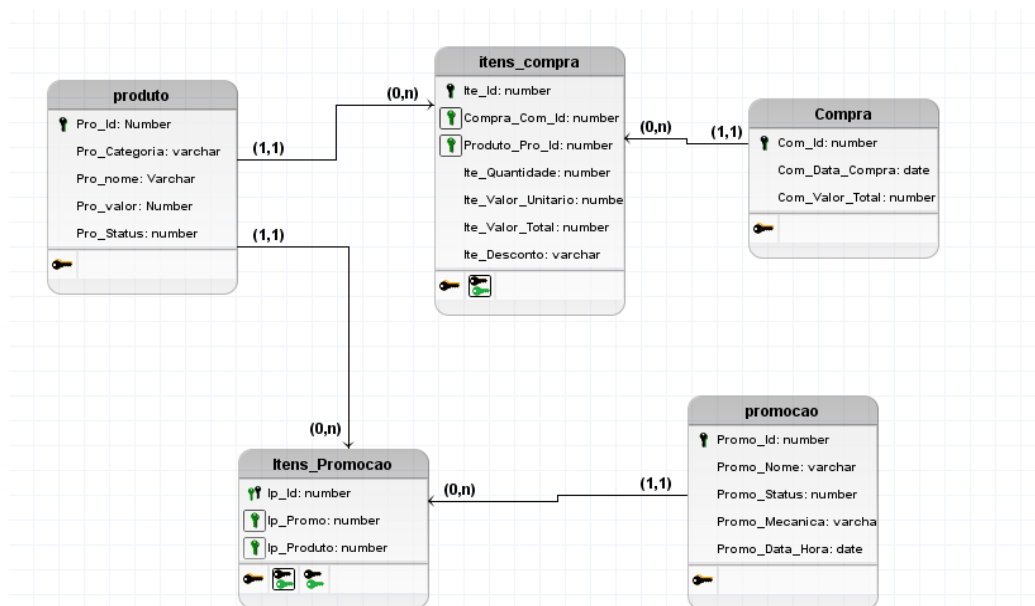 produto
Pro_Id: Number
Pro_Categoria: varchar
Pro_nome: Varchar
Pro_valor: Number
Pro_Status: number
(1,1)
(0,n)
(1,1)
(0,n)
itens_compra
Ite_Id: number
Compra_Com_Id: number
Produto_Pro_Id: number
Ite_Quantidade: number
Ite_Valor_Unitario: numbe
Ite_Valor_Total: number
Ite_Desconto: varchar
(0,n)
(1,1)
Compra
Com_Id: number
Com_Data_Compra: date
Com_Valor_Total: number
Itens_Promocao
Ip_Id: number
Ip_Promo: number
Ip_Produto: number
(0,n)
(1,1)
promocao
Promo_Id: number
Promo_Nome: varchar
Promo_Status: number
Promo_Mecanica: varcha
Promo_Data_Hora: date